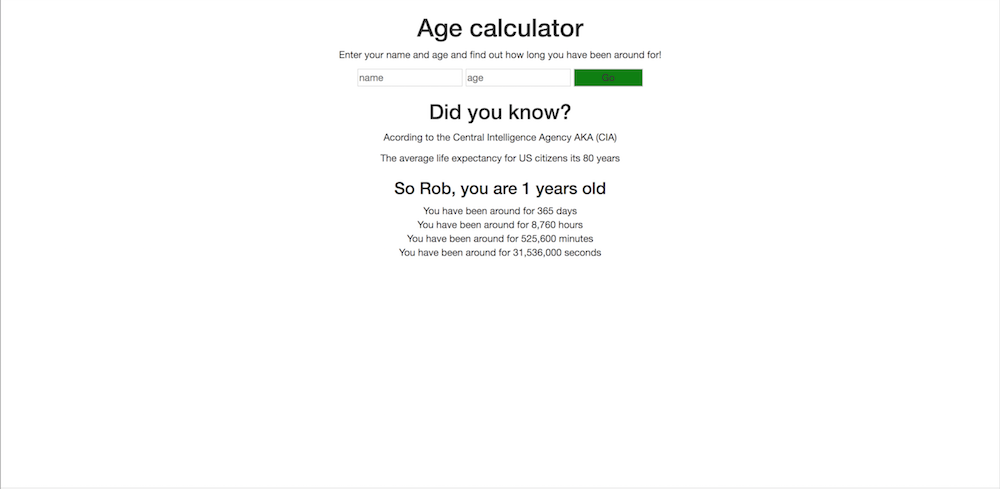 Age calculator
Enter your name and age and find out how long you have been around for!
name age Go
Did you know?
Acording to the Central Intelligence Agency AKA (CIA)
The average life expectancy for US citizens its 80 years
So Rob, you are 1 years old
You have been around for 365 days
You have been around for 8,760 hours
You have been around for 525,600 minutes
You have been around for 31,536,000 seconds